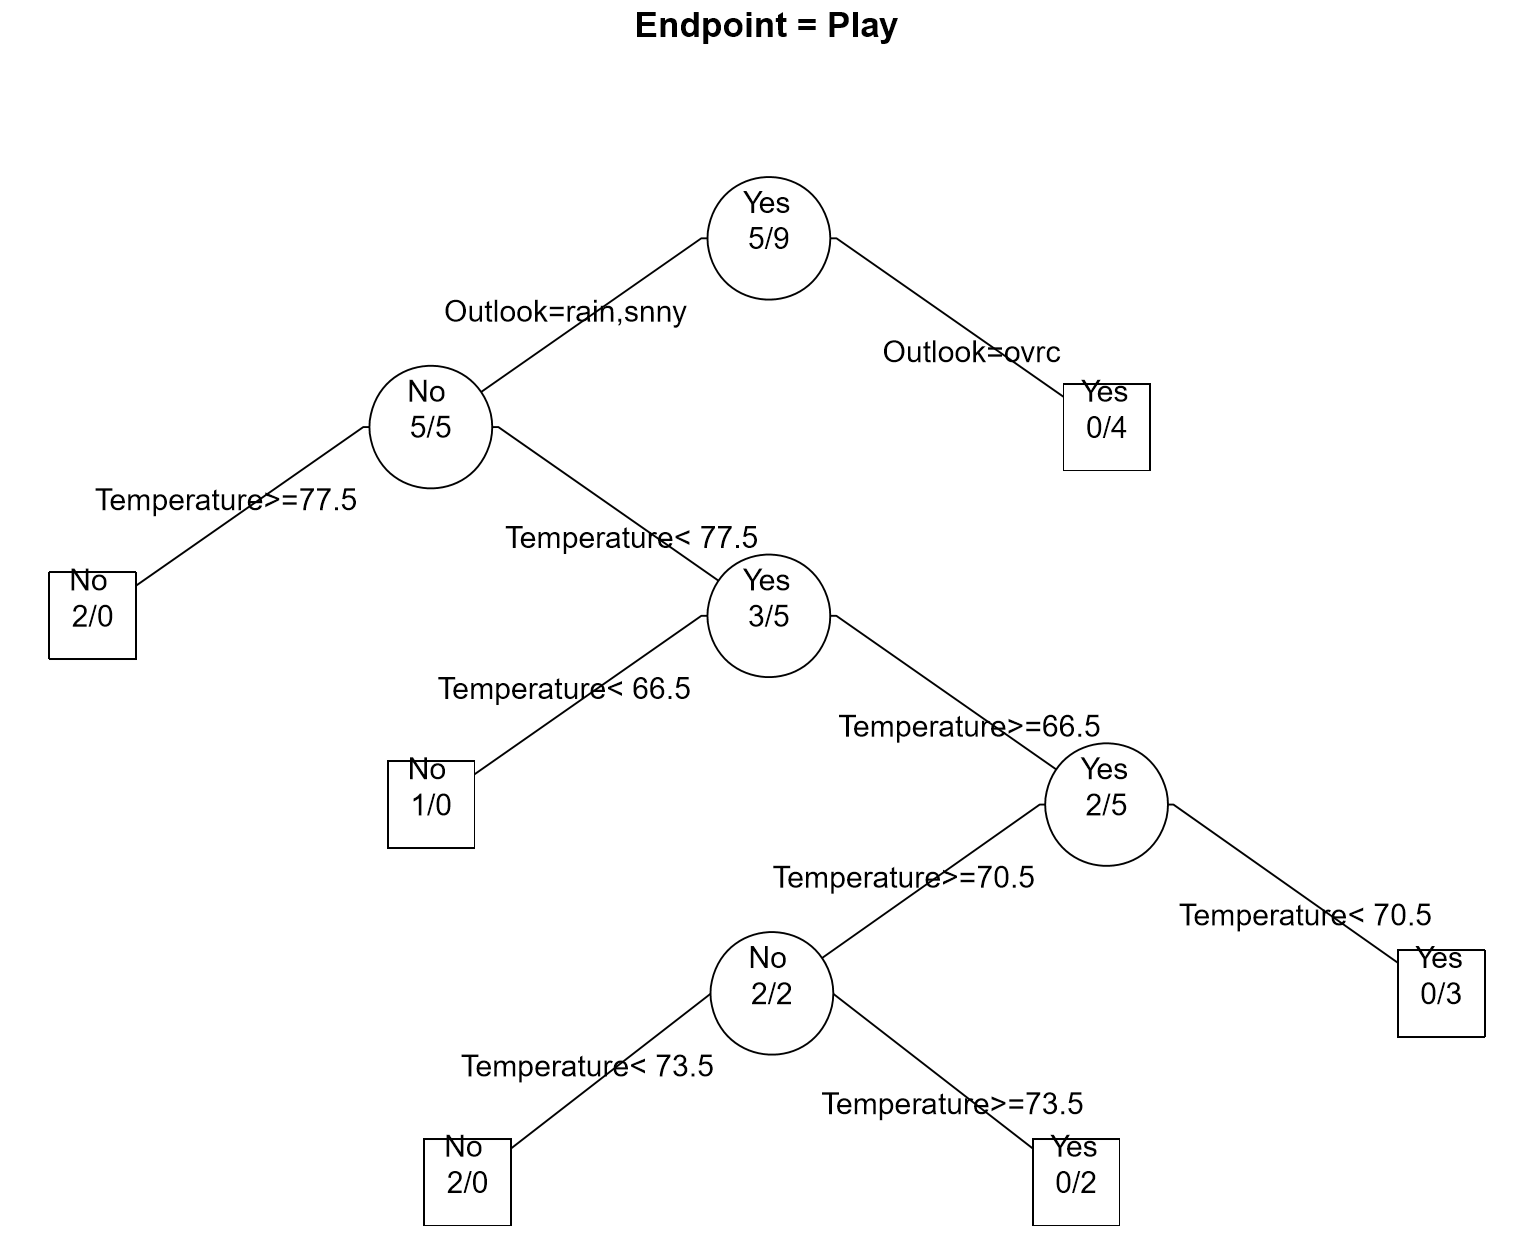 Endpoint = Play
Yes
5/9
Outlook=rain,snny
Outlook=ovrc
No
5/5
Yes
0/4
Temperature>=77.5
Temperature< 77.5
No
2/0
Yes
3/5
Temperature< 66.5
Temperature>=66.5
No
1/0
Yes
2/5
Temperature>=70.5
Temperature< 70.5
No
2/2
Yes
0/3
Temperature< 73.5
Temperature>=73.5
No
2/0
Yes
0/2